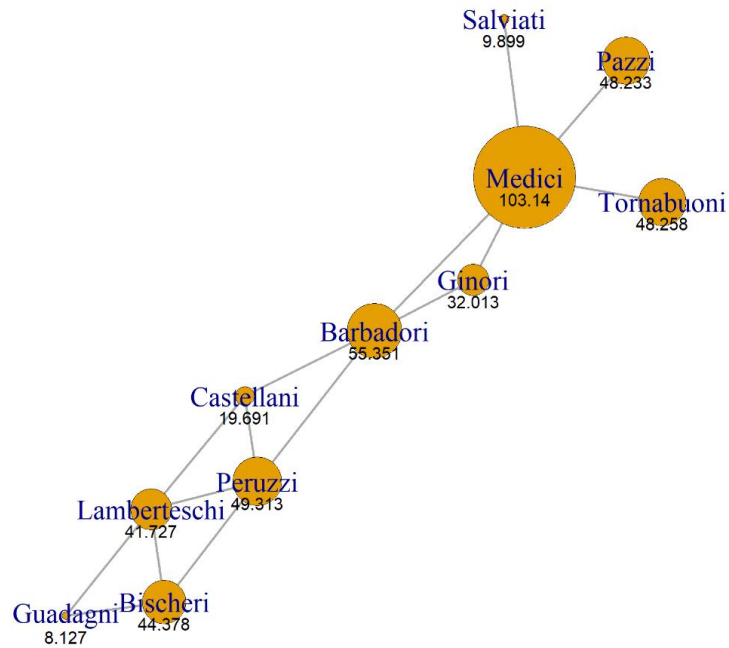 Salviati
9.899
Pazzi
48.233
Medici
103.14
Tornabuoni
48.258
Ginori
32.013
Barbadori
55.351
Castellani
19.691
Peruzzi
49.313
Lamberteschi
41.727
Bischeri
44.378
Guadagni
8.127